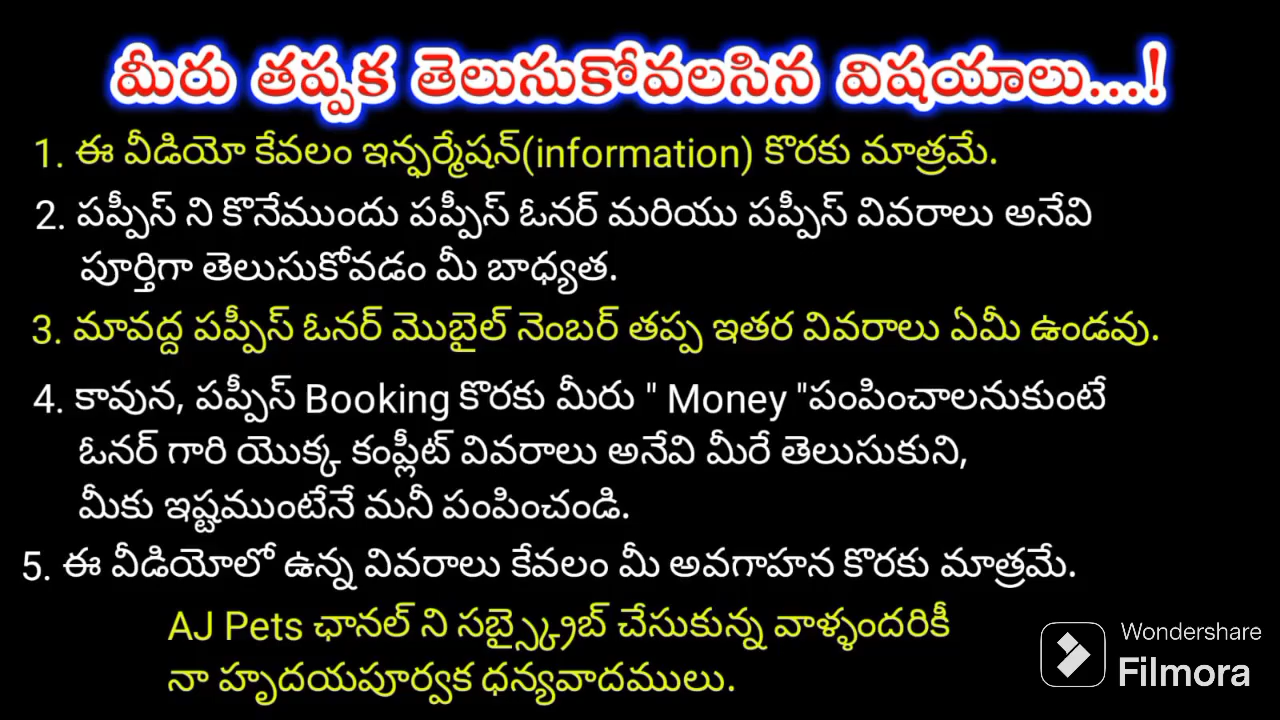 మీరు తప్పక తెలుసుకోవలసిన విషయాలు...!
1. ఈ వీడియో కేవలం ఇన్ఫర్మేషన్(information) కొరకు మాత్రమే.
2. పప్పీస్ ని కొనేముందు పప్పీస్ ఓనర్ మరియు పప్పీస్ వివరాలు అనేవి
పూర్తిగా తెలుసుకోవడం మీ బాధ్యత.
3. మావద్ద పప్పీస్ ఓనర్ మొబైల్ నెంబర్ తప్ప ఇతర వివరాలు ఏమీ ఉండవు.
4. కావున, పప్పీస్ Booking కొరకు మీరు " Money "పంపించాలనుకుంటే
ఓనర్ గారి యొక్క కంప్లీట్ వివరాలు అనేవి మీరే తెలుసుకుని,
మీకు ఇష్టముంటేనే మనీ పంపించండి.
5. ఈ వీడియోలో ఉన్న వివరాలు కేవలం మీ అవగాహన కొరకు మాత్రమే.
AJ Pets ఛానల్ ని సబ్స్క్రైబ్ చేసుకున్న వాళ్ళందరికీ
నా హృదయపూర్వక ధన్యవాదములు.
Wondershare
Filmora